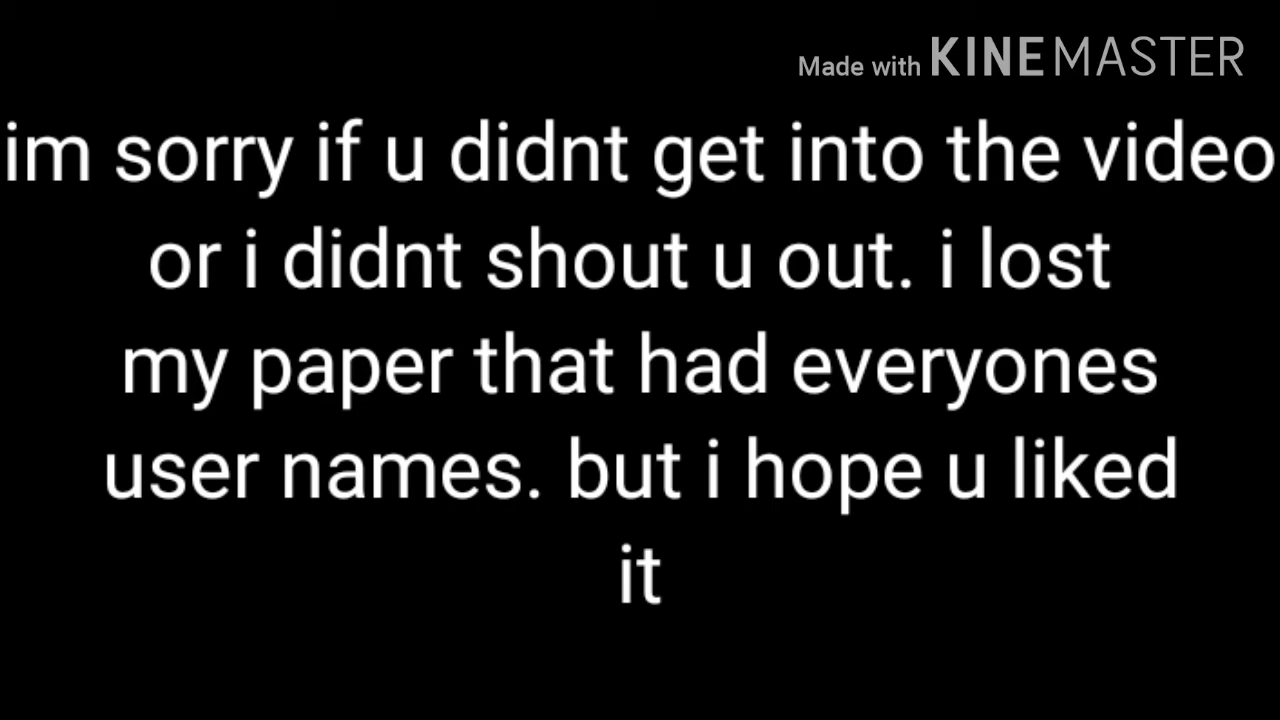 Made with KINEMASTER
im sorry if u didnt get into the video
or i didnt shout u out. i lost
my paper that had everyones
user names. but i hope u liked
it